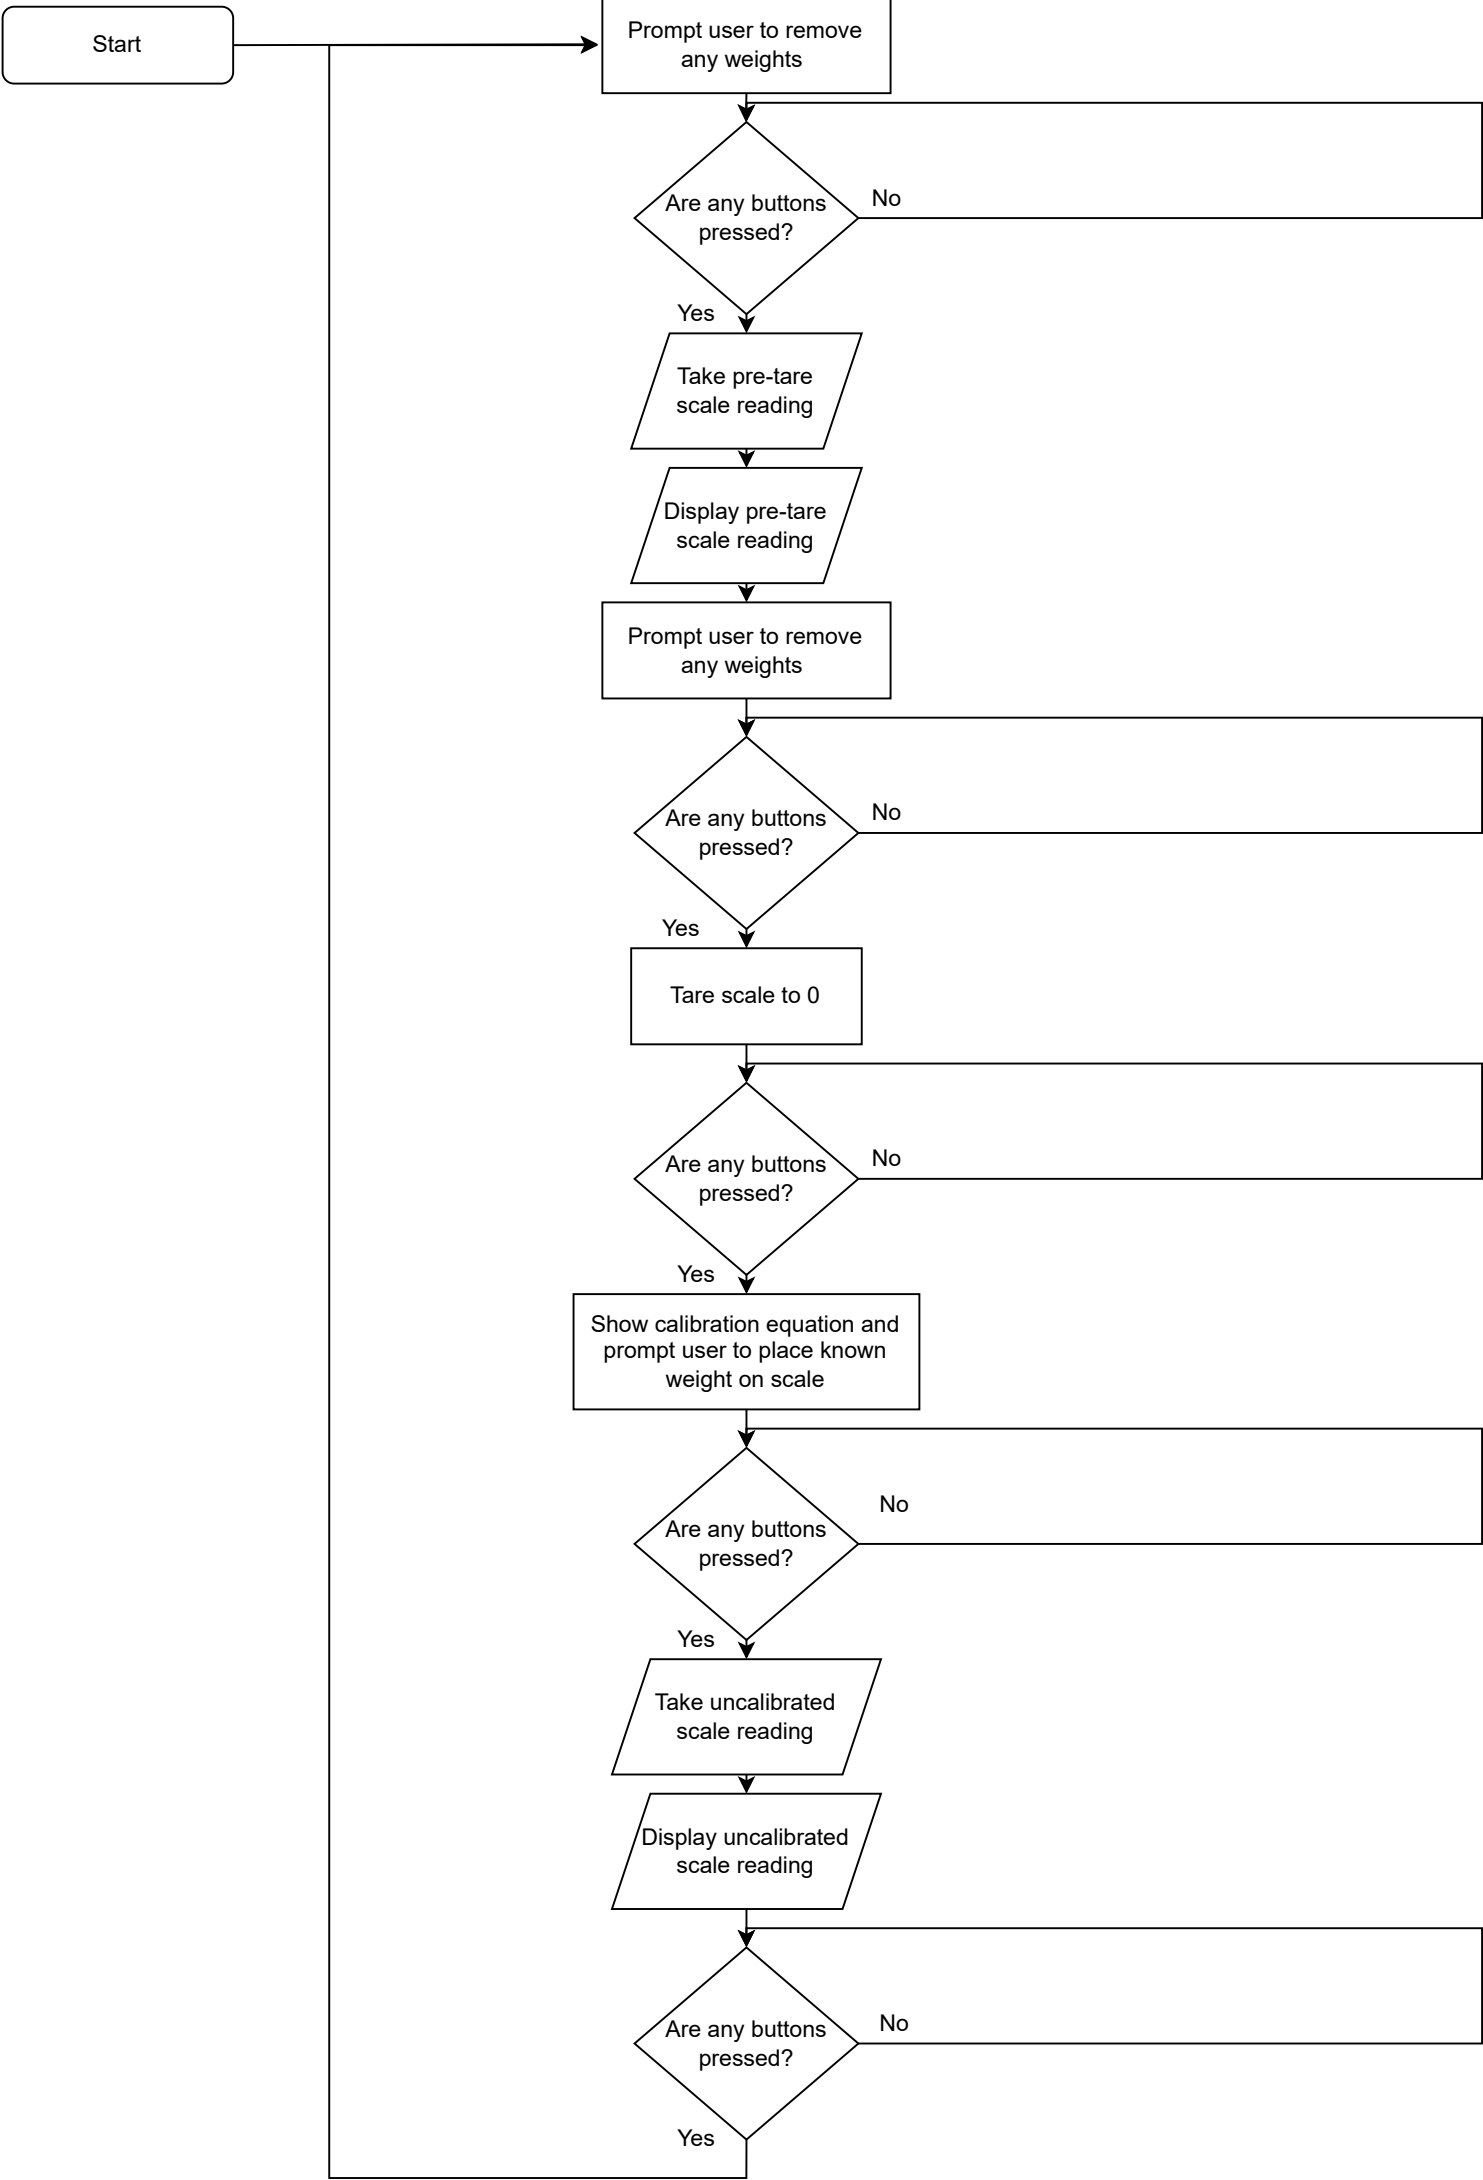 Start
Prompt user to remove
any weights
Are any buttons
pressed?
No
Yes
Take pre-tare
scale reading
Display pre-tare
scale reading
Prompt user to remove
any weights
Are any buttons
pressed?
No
Yes
Tare scale to 0
Are any buttons
pressed?
No
Yes
Show calibration equation and
prompt user to place known
weight on scale
Are any buttons
pressed?
No
Yes
Take uncalibrated
scale reading
Display uncalibrated
scale reading
Are any buttons
pressed?
No
Yes